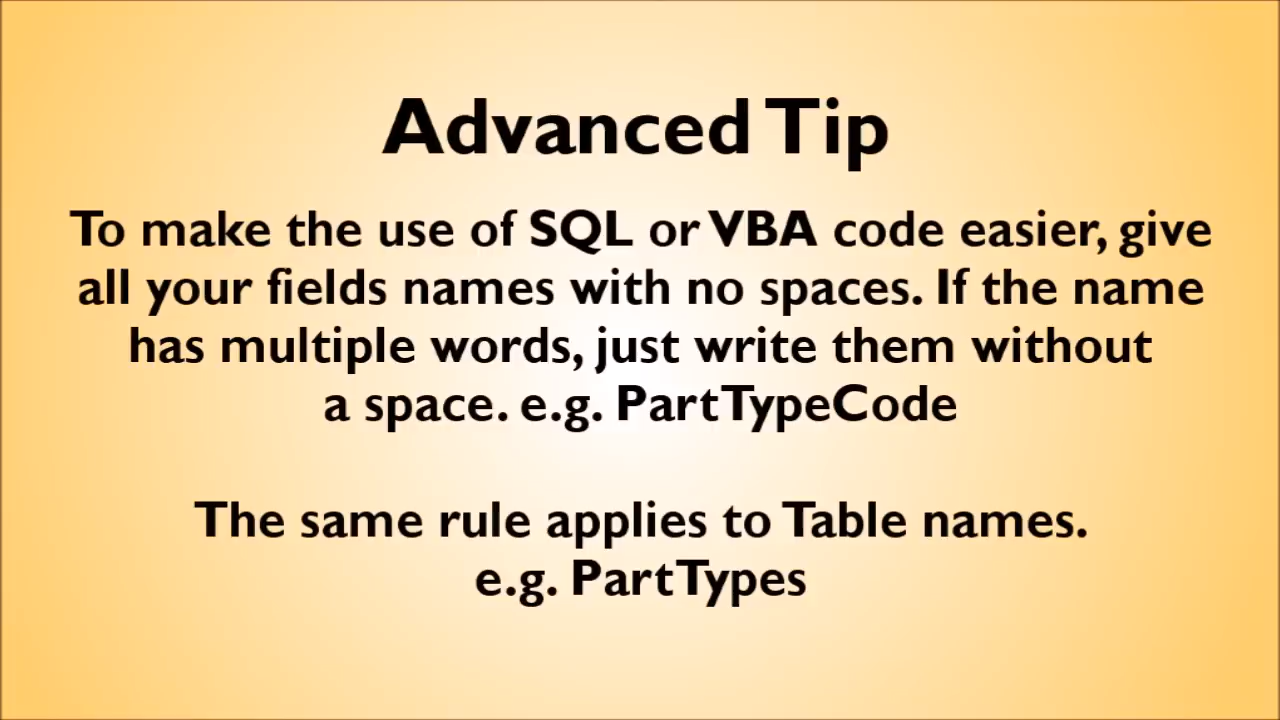 Advanced Tip
To make the use of SQL or VBA code easier, give
all your fields names with no spaces. If the name
has multiple words, just write them without
a space. e.g. PartTypeCode
The same rule applies to Table names.
e.g. PartTypes